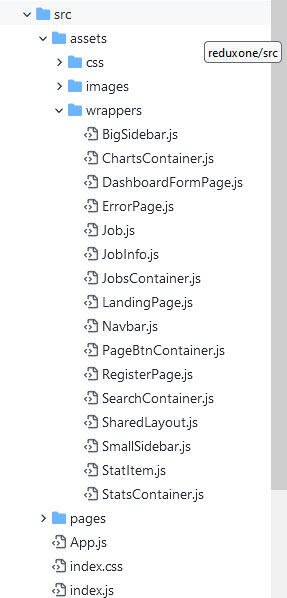 src
assets
reduxone/src
css
images
wrappers
BigSidebar.js
ChartsContainer.js
DashboardFormPage.js
ErrorPage.js
Job.js
JobInfo.js
JobsContainer.js
LandingPage.js
Navbar.js
PageBtnContainer.js
RegisterPage.js
SearchContainer.js
SharedLayout.js
SmallSidebar.js
StatItem.js
StatsContainer.js
pages
App.js
index.css
index.js